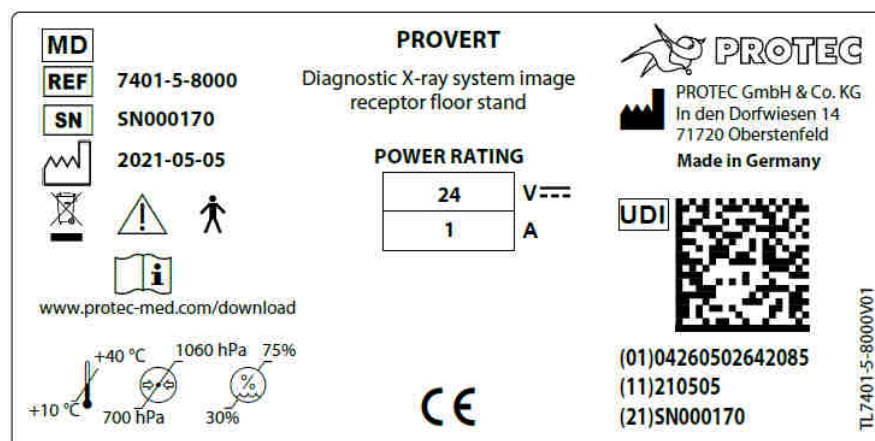 MD
REF 7401-5-8000
SN SN000170
2021-05-05
www.protec-med.com/download
+40 °C
+10 °C
1060 hPa
700 hPa
75%
%
30%
PROVERT
Diagnostic X-ray system image
receptor floor stand
POWER RATING
24 V
1 A
CE
PROTEC
PROTEC GmbH & Co. KG
In den Dorfwiesen 14
71720 Oberstenfeld
Made in Germany
UDI
(01)04260502642085
(11)210505
(21)SN000170
TL7401-5-8000V01